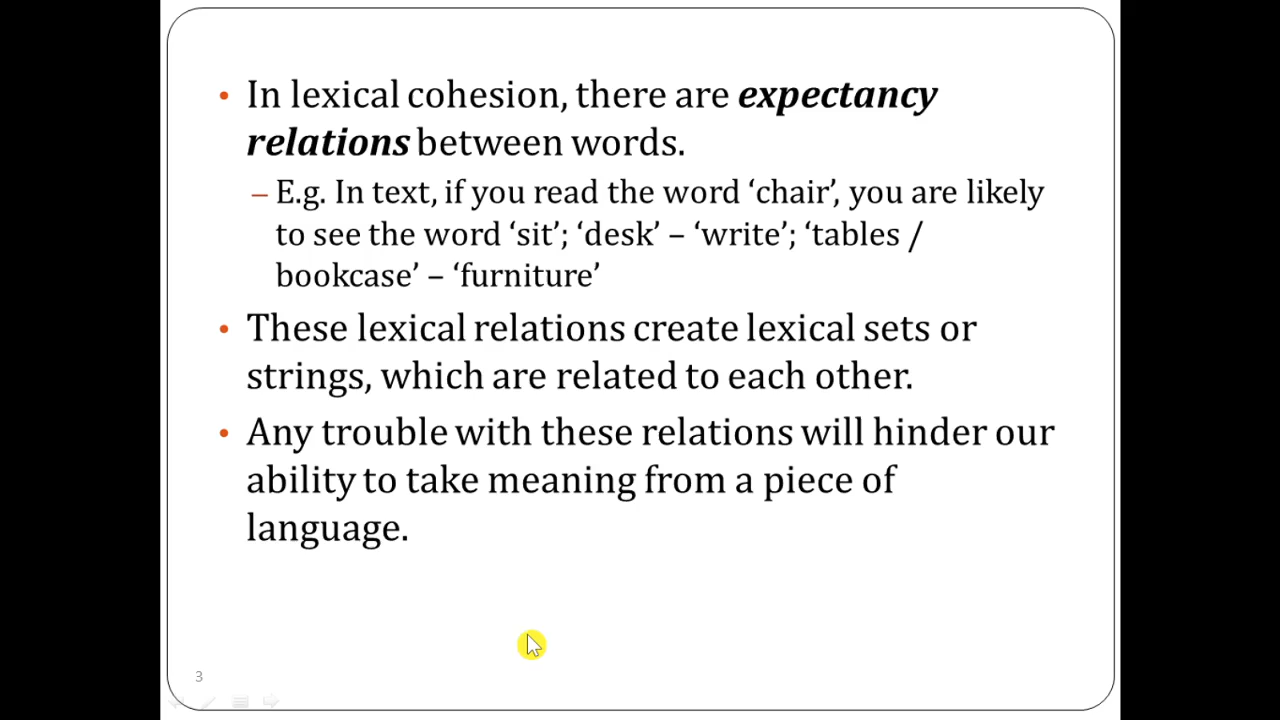 • In lexical cohesion, there are expectancy
relations between words.
– E.g. In text, if you read the word ‘chair’, you are likely
to see the word ‘sit’; ‘desk’ – ‘write’; ‘tables /
bookcase’ – ‘furniture’
• These lexical relations create lexical sets or
strings, which are related to each other.
• Any trouble with these relations will hinder our
ability to take meaning from a piece of
language.
3